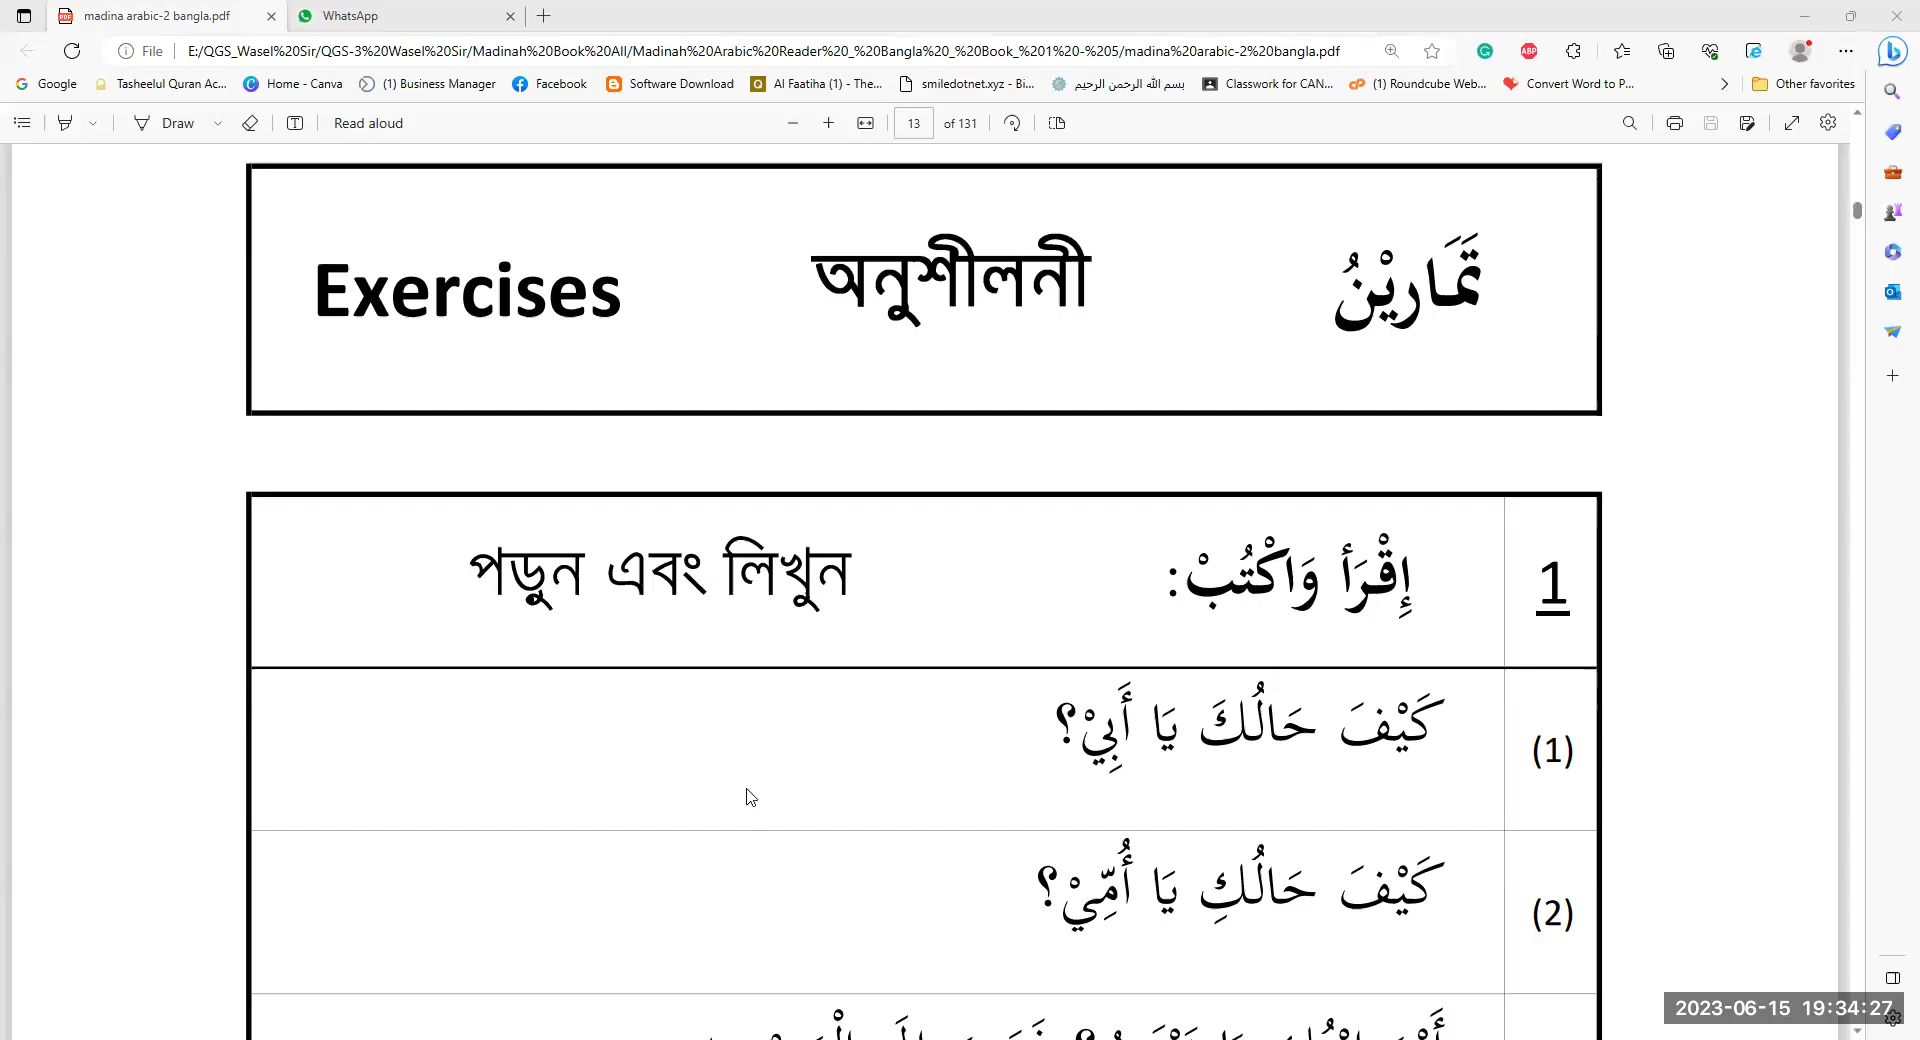 madina arabic-2 bangla.pdf
WhatsApp
File
E:/QGS_Wasel%20Sir/QGS-3%20Wasel%20Sir/Madinah%20Book%20All/Madinah%20Arabic%20Reader%20_%20Bangla%20_%20Book_%201%20-%205/madina%20arabic-2%20bangla.pdf
Google
Tasheelul Quran Ac...
Home - Canva
(1) Business Manager
Facebook
Software Download
Al Faatiha (1) - The...
smiledotnet.xyz - Bi...
بسم الله الرحمن الرحيم
Classwork for CAN...
(1) Roundcube Web...
Convert Word to P...
Other favorites
Draw
Read aloud
13 of 131
Exercises অনুশীলনী تَمَارِيْنُ
1 إِقْرَأ وَاكْتُبْ: পড়ুন এবং লিখুন
(1) كَيْفَ حَالُكَ يَا أَبِيْ؟
(2) كَيْفَ حَالُكِ يَا أُمِّيْ؟
2023-06-15 19:34:27